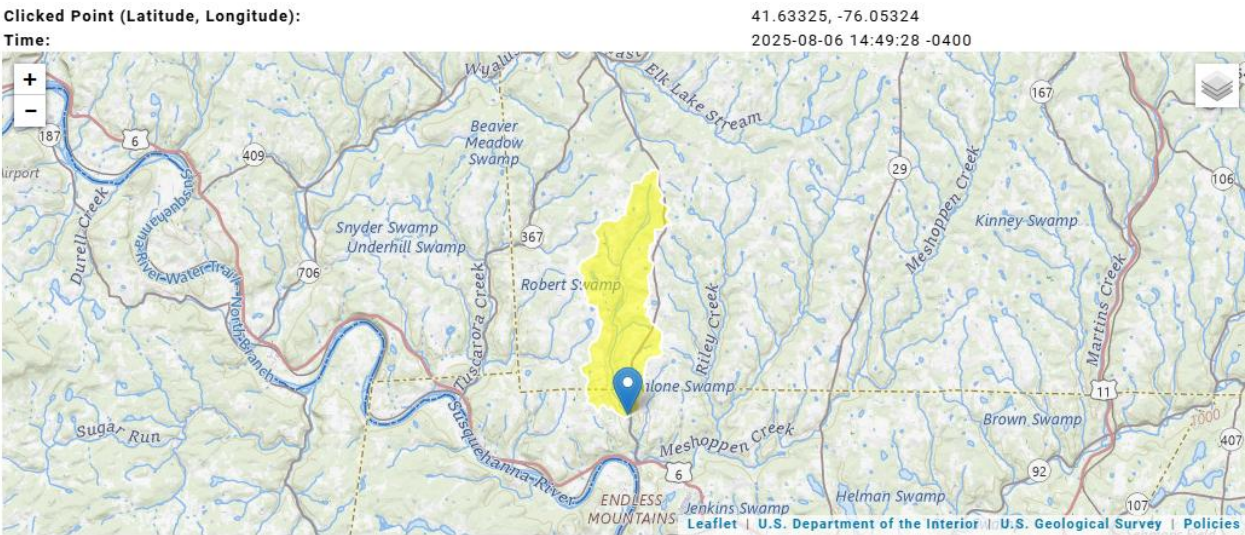 Clicked Point (Latitude, Longitude): 41.63325, -76.05324
Time: 2025-08-06 14:49:28 -0400
+
−
187
6
409
Durell Creek
Susquehanna
River Water Trail - North Branch
706
Snyder Swamp
Underhill Swamp
Beaver
Meadow
Swamp
367
Robert Swamp
Tuscarora Creek
Elk Lake Stream
Riley Creek
Meshoppen Creek
Susquehanna River
Sugar Run
6
ENDLESS
MOUNTAINS
Jenkins Swamp
29
Meshoppen Creek
167
106
Kinney Swamp
Martins Creek
11
Brown Swamp
1000
407
92
107
Helman Swamp
Leaflet | U.S. Department of the Interior | U.S. Geological Survey | Policies